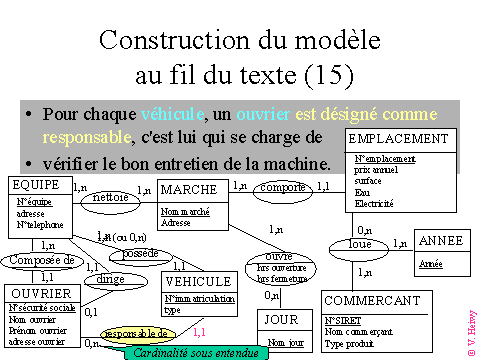 Construction du modèle
au fil du texte (15)
• Pour chaque véhicule, un ouvrier est désigné comme
responsable, c'est lui qui se charge de
• vérifier le bon entretien de la machine.
EMPLACEMENT
N°emplacement
prix annuel
surface
Eau
Electricité
EQUIPE
N°équipe
adresse
N°telephone
1,n
nettoie
1,n
MARCHE
Nom marché
Adresse
1,n
comporte
1,1
1,n
1,n (ou 0,n)
possède
1,n
0,n
loue
1,n
ANNEE
Année
Composée de
1,1
dirige
1,1
1,1
ouvre
hrs ouverture
hrs fermeture
1,n
OUVRIER
N°sécurité sociale
Nom ouvrier
Prénom ouvrier
adresse ouvrier
0,1
VEHICULE
N°immatriculation
type
0,n
COMMERCANT
N°SIRET
Nom commerçant
Type produit
JOUR
Nom jour
0,n
responsable de
1,1
Cardinalité sous entendue
© V. Heiwy